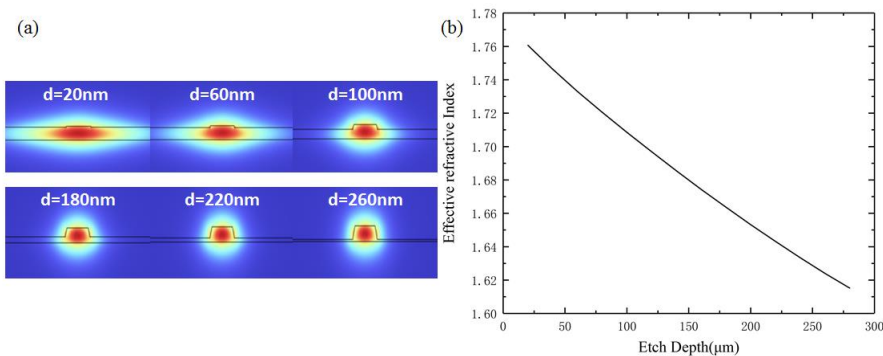 (a)
d=20nm d=60nm d=100nm
d=180nm d=220nm d=260nm
(b)
Effective refractive Index
1.78
1.76
1.74
1.72
1.70
1.68
1.66
1.64
1.62
1.60
0 50 100 150 200 250 300
Etch Depth(μm)